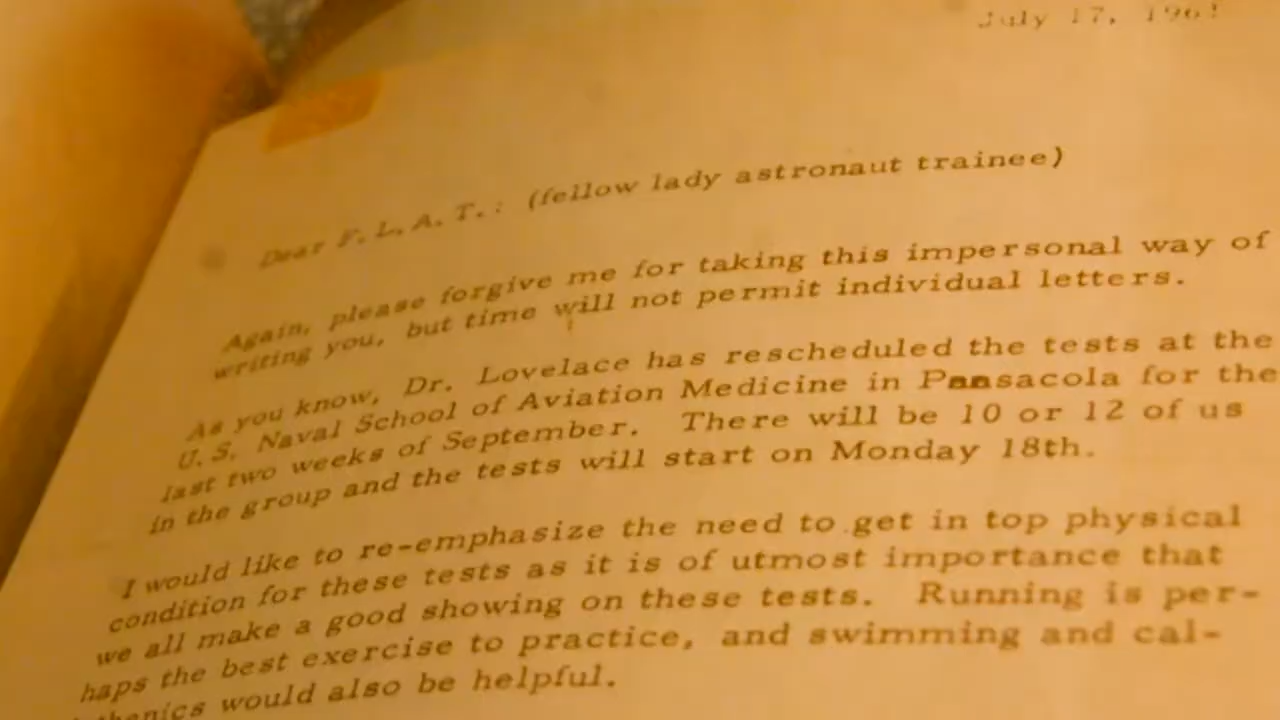 July 17, 1961
Dear F. L. A. T. : (fellow lady astronaut trainee)
Again, please forgive me for taking this impersonal way of
writing you, but time will not permit individual letters.
As you know, Dr. Lovelace has rescheduled the tests at the
U. S. Naval School of Aviation Medicine in Pensacola for the
last two weeks of September. There will be 10 or 12 of us
in the group and the tests will start on Monday 18th.
I would like to re-emphasize the need to get in top physical
condition for these tests as it is of utmost importance that
we all make a good showing on these tests. Running is per-
haps the best exercise to practice, and swimming and cal-
thenics would also be helpful.